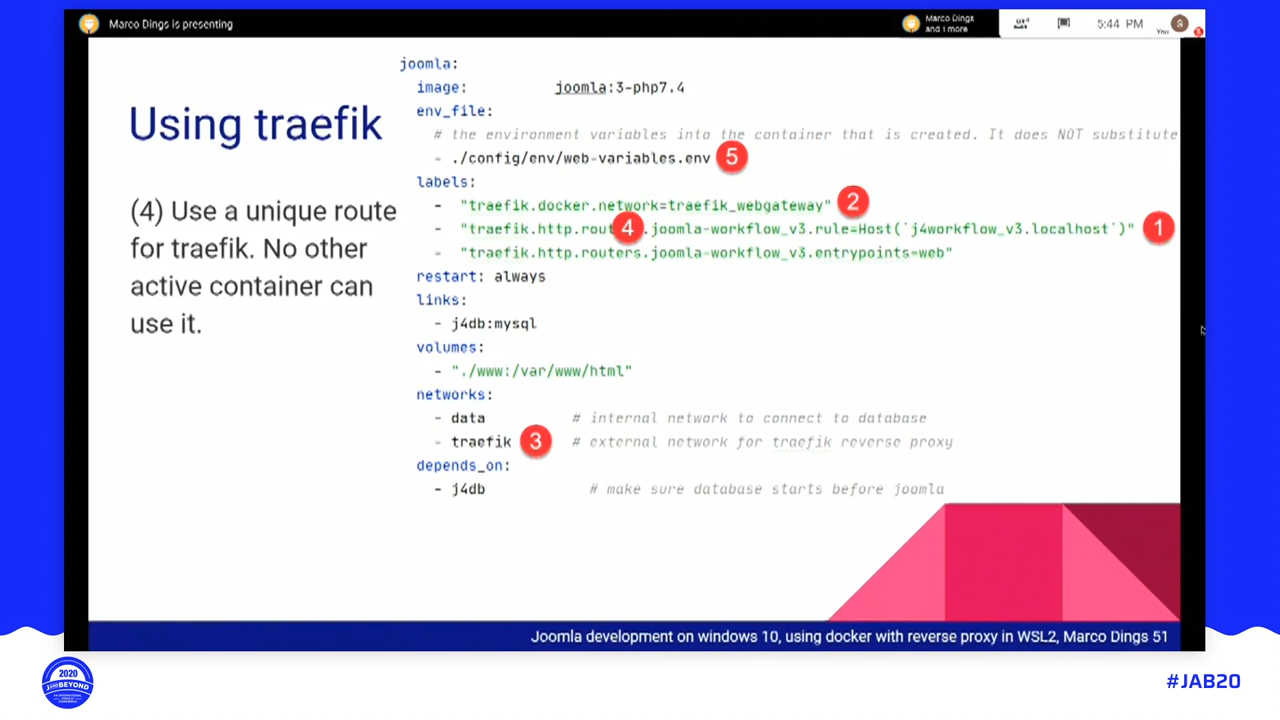 Marco Dings is presenting
Marco Dings
and 1 more
5:44 PM
You
S
Using traefik
(4) Use a unique route
for traefik. No other
active container can
use it.
joomla:
image: joomla:3-php7.4
env_file:
# the environment variables into the container that is created. It does NOT substitute
- ./config/env/web-variables.env 5
labels:
- "traefik.docker.network=traefik_webgateway" 2
- "traefik.http.rout 4 .joomla-workflow_v3.rule=Host(`j4workflow_v3.localhost`)" 1
- "traefik.http.routers.joomla-workflow_v3.entrypoints=web"
restart: always
links:
- j4db:mysql
volumes:
- "./www:/var/www/html"
networks:
- data # internal network to connect to database
- traefik 3 # external network for traefik reverse proxy
depends_on:
- j4db # make sure database starts before joomla
Joomla development on windows 10, using docker with reverse proxy in WSL2, Marco Dings 51
2020
BEYOND
#JAB20